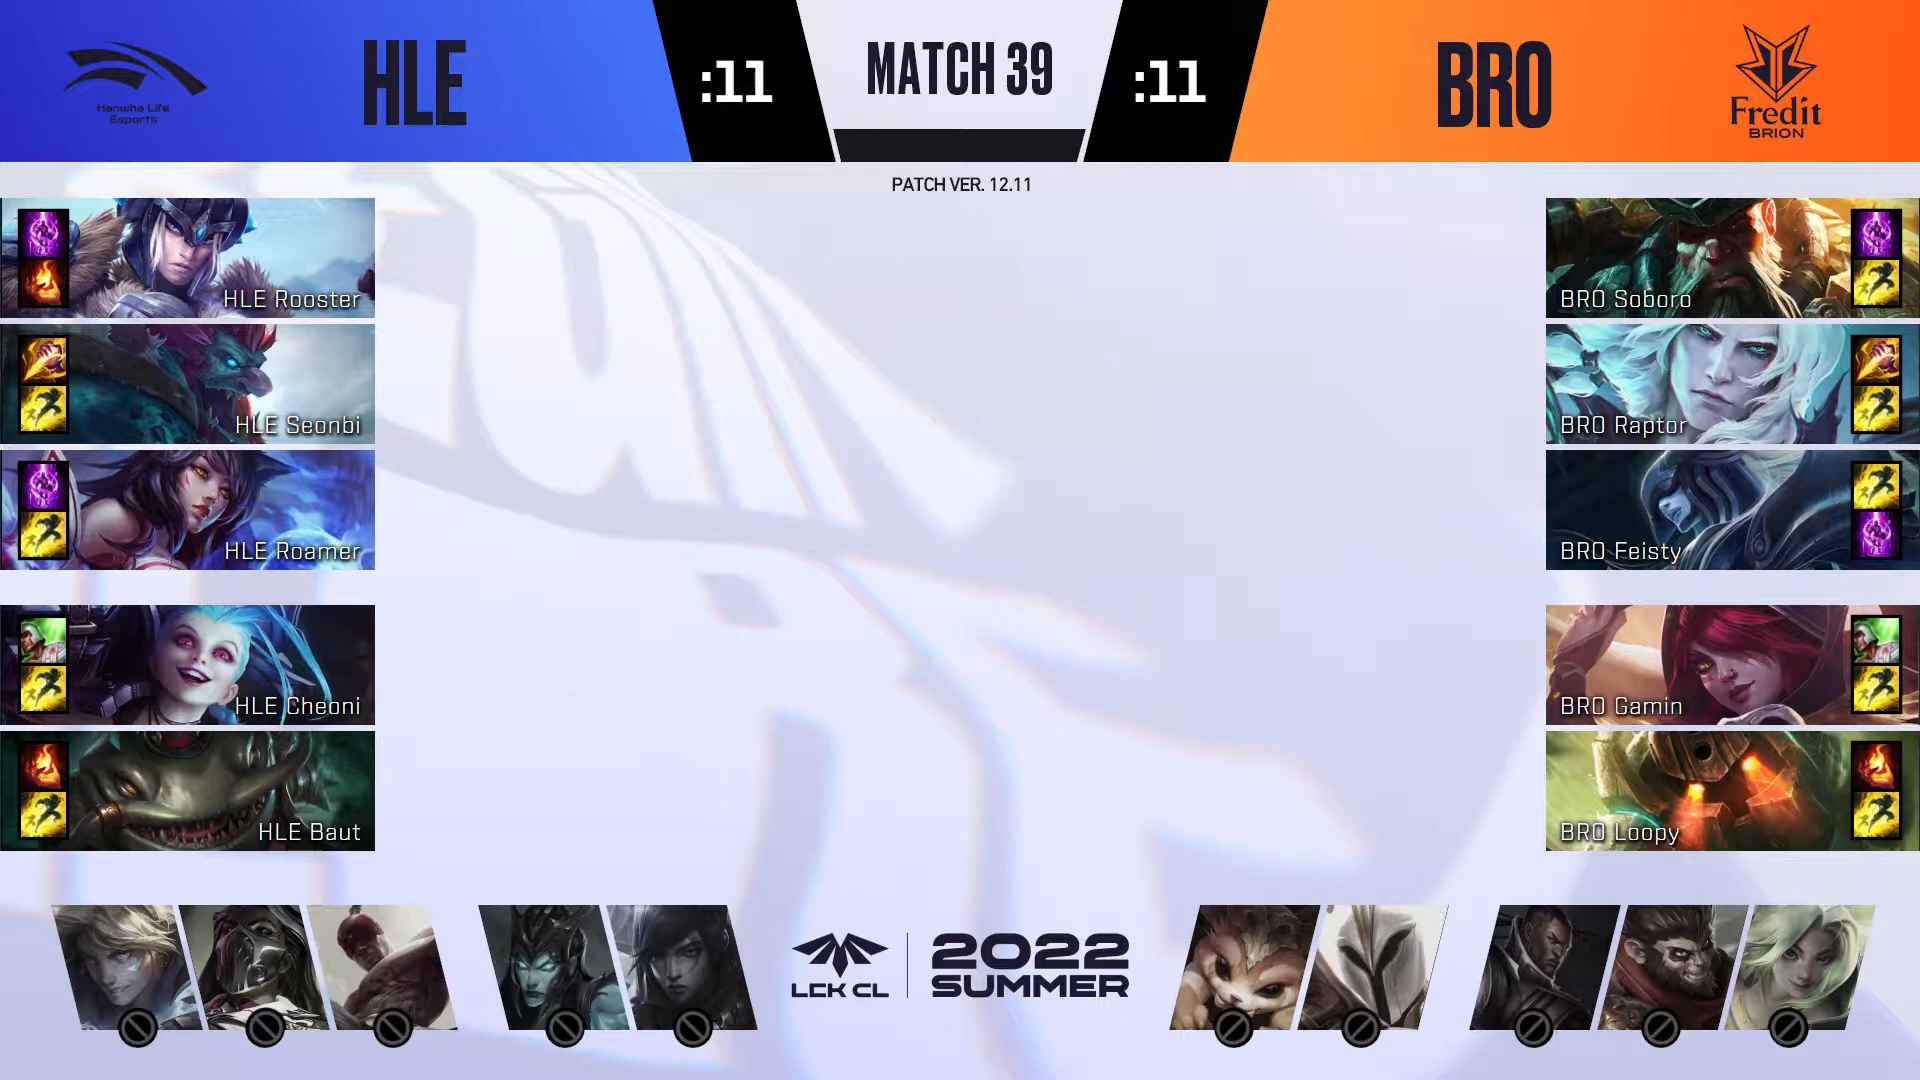 Hanwha Life
Esports
HLE
:11
MATCH 39
:11
BRO
Fredit
BRION
PATCH VER. 12.11
HLE Rooster
HLE Seonbi
HLE Roamer
HLE Cheoni
HLE Baut
BRO Soboro
BRO Raptor
BRO Feisty
BRO Gamin
BRO Loopy
LCK CL
2022
SUMMER